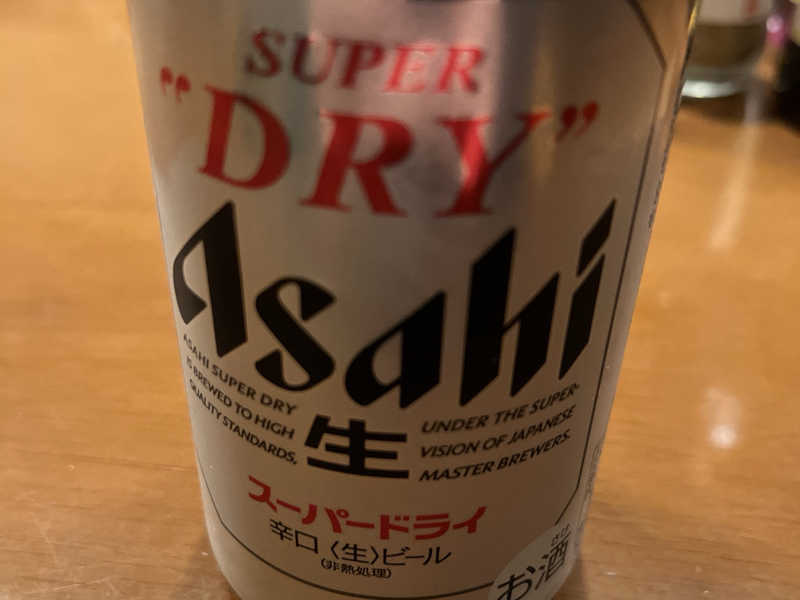 SUPER
"DRY"
Asahi
ASAHI SUPER DRY
IS BREWED TO HIGH
QUALITY STANDARDS,
生
UNDER THE SUPER-
VISION OF JAPANESE
MASTER BREWERS.
スーパードライ
辛口〈生〉ビール
(非熱処理)
お酒